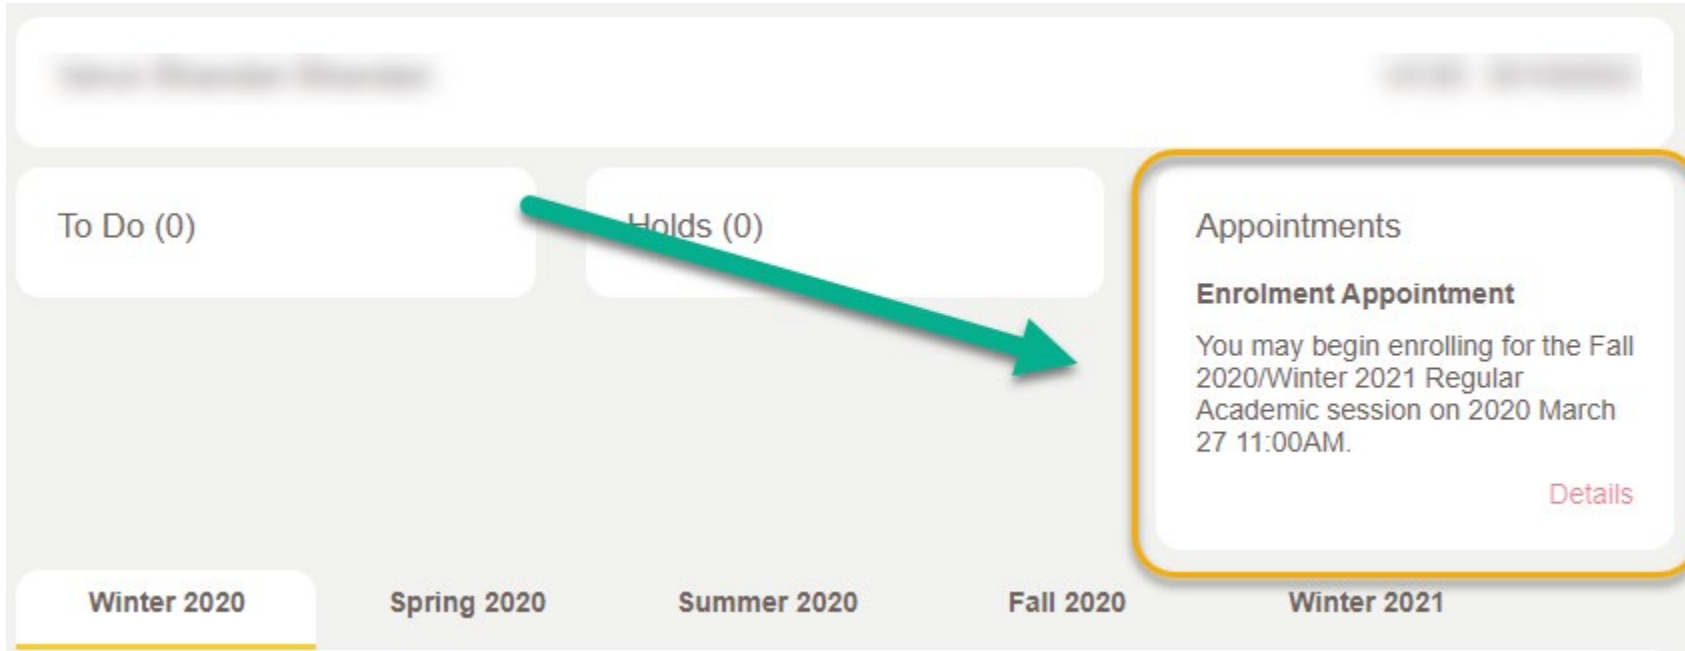 To Do (0)
Holds (0)
Appointments
Enrolment Appointment
You may begin enrolling for the Fall
2020/Winter 2021 Regular
Academic session on 2020 March
27 11:00AM.
Details
Winter 2020
Spring 2020
Summer 2020
Fall 2020
Winter 2021